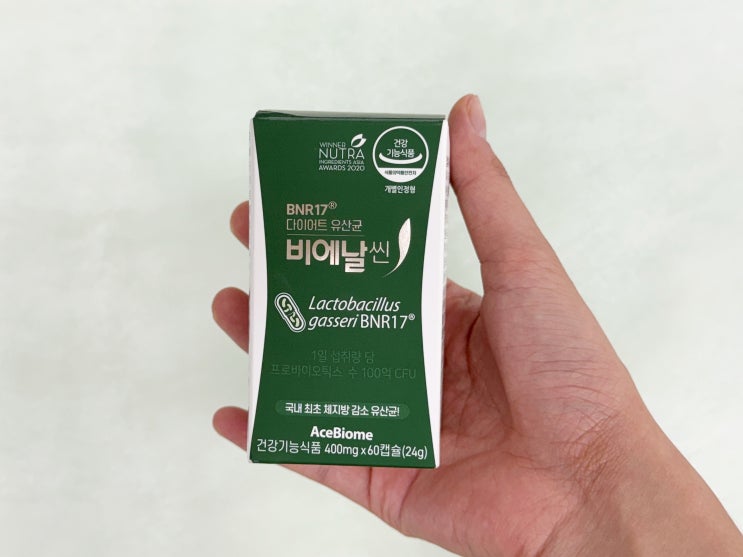 WINNER
NUTRA
INGREDIENTS ASIA
AWARDS 2020
건강
기능식품
식품의약품안전처
개별인정형
BNR17®
다이어트 유산균
비에날씬
Lactobacillus
gasseri BNR17®
1일 섭취량 당
프로바이오틱스 수 100억 CFU
국내 최초 체지방 감소 유산균!
AceBiome
건강기능식품 400mg x 60캡슐(24g)